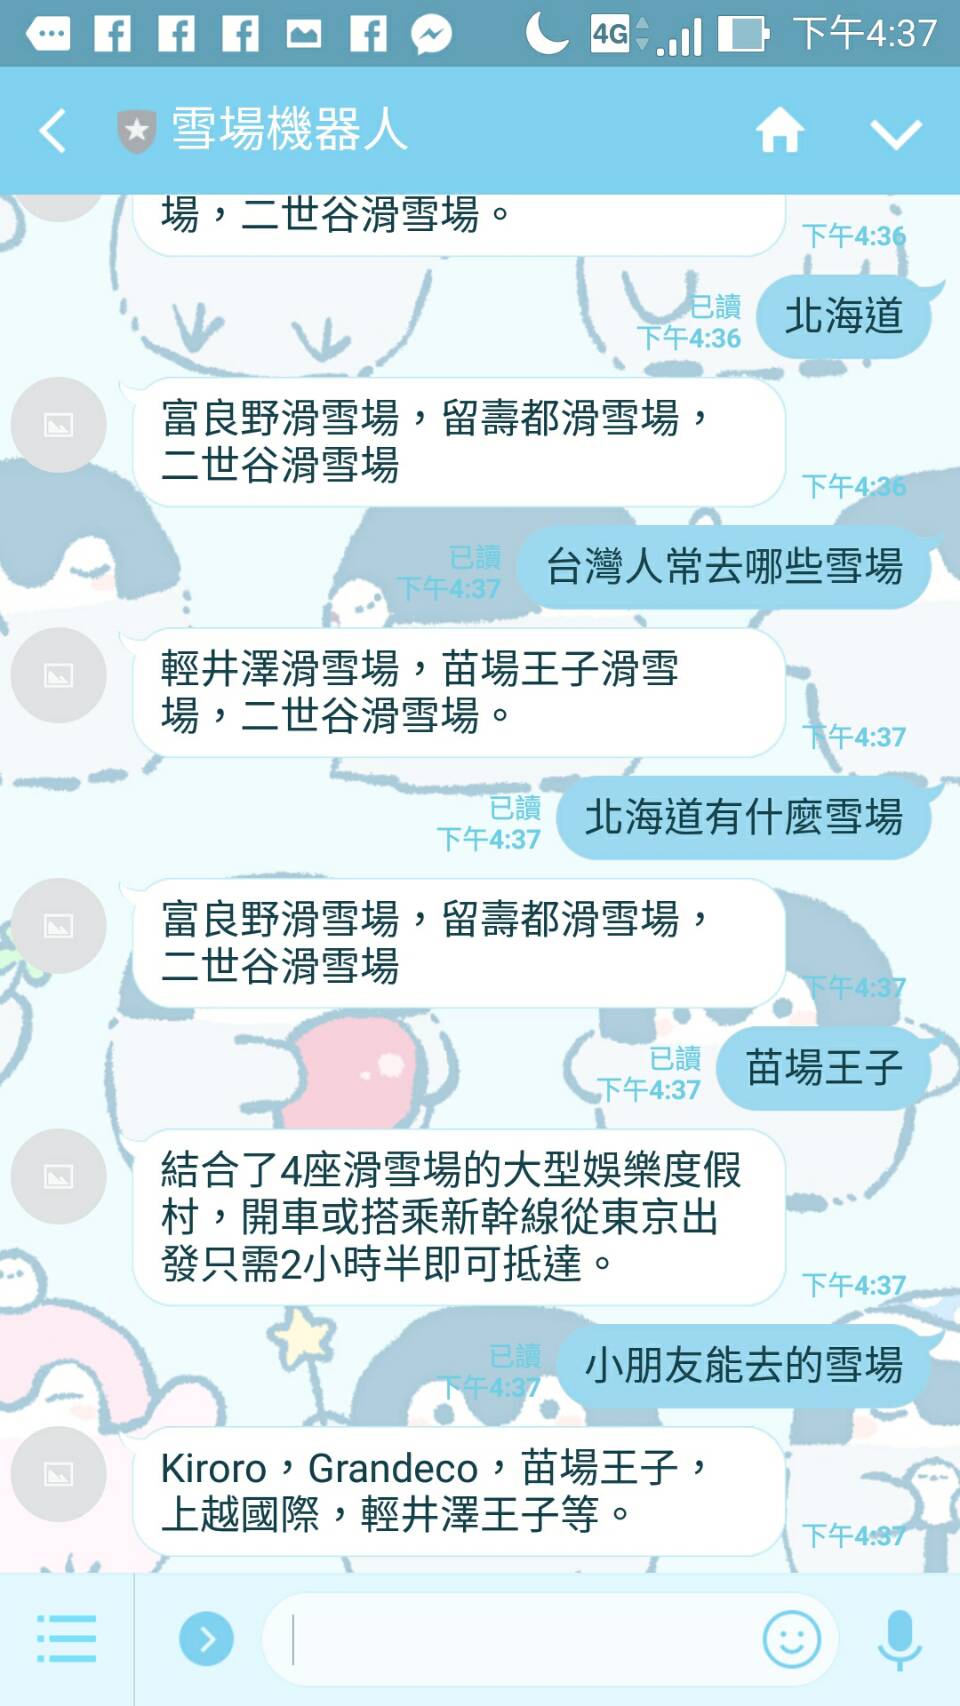 4G
下午4:37
雪場機器人
場，二世谷滑雪場。
下午4:36
已讀
下午4:36
北海道
富良野滑雪場，留壽都滑雪場，
二世谷滑雪場
下午4:36
已讀
下午4:37
台灣人常去哪些雪場
輕井澤滑雪場，苗場王子滑雪
場，二世谷滑雪場。
下午4:37
已讀
下午4:37
北海道有什麼雪場
富良野滑雪場，留壽都滑雪場，
二世谷滑雪場
下午4:37
已讀
下午4:37
苗場王子
結合了4座滑雪場的大型娛樂度假
村，開車或搭乘新幹線從東京出
發只需2小時半即可抵達。
下午4:37
已讀
下午4:37
小朋友能去的雪場
Kiroro，Grandeco，苗場王子，
上越國際，輕井澤王子等。
下午4:37